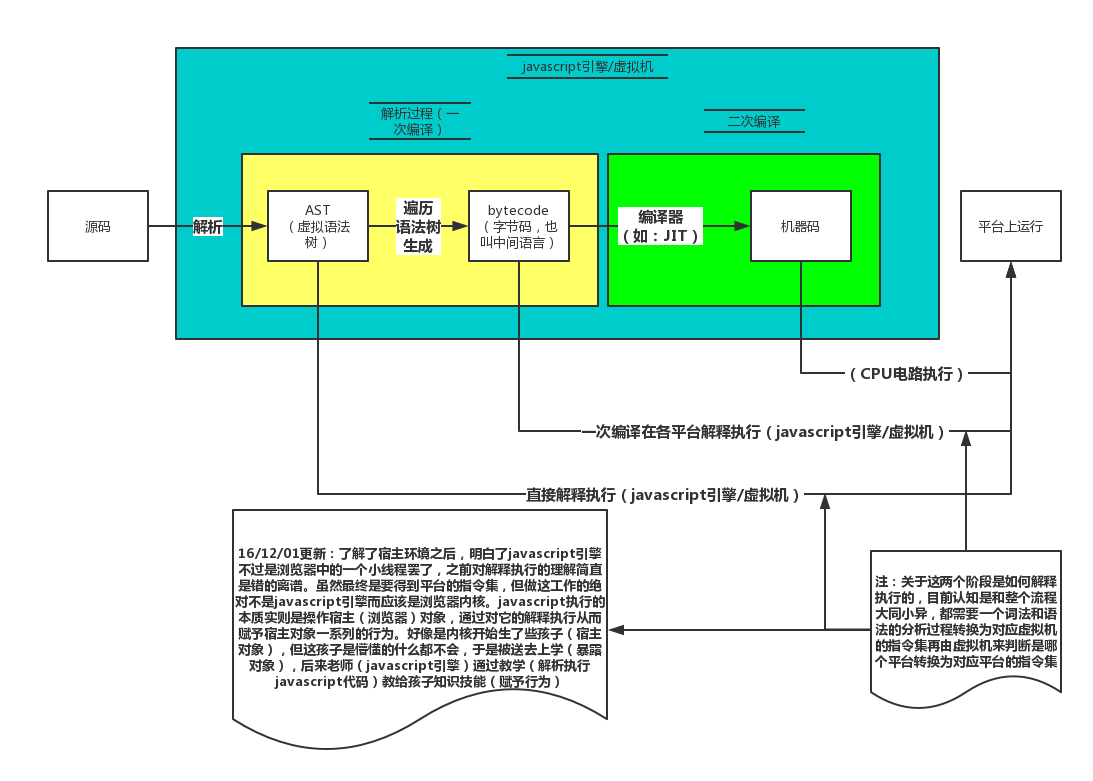 javascript引擎/虚拟机
解析过程（一
次编译）
二次编译
源码
解析
AST
（虚拟语法
树）
遍历
语法树
生成
bytecode
（字节码，也
叫中间语言）
编译器
（如：JIT）
机器码
平台上运行
（CPU电路执行）
一次编译在各平台解释执行（javascript引擎/虚拟机）
直接解释执行（javascript引擎/虚拟机）
16/12/01更新：了解了宿主环境之后，明白了javascript引擎
不过是浏览器中的一个小线程罢了，之前对解释执行的理解简直
是错的离谱。虽然最终是要得到平台的指令集，但做这工作的绝
对不是javascript引擎而应该是浏览器内核。javascript执行的
本质实则是操作宿主（浏览器）对象，通过对它的解释执行从而
赋予宿主对象一系列的行为。好像是内核开始生了些孩子（宿主
对象），但这孩子是懵懂的什么都不会，于是被送去上学（暴露
对象），后来老师（javascript引擎）通过教学（解析执行
javascript代码）教给孩子知识技能（赋予行为）
注：关于这两个阶段是如何解释
执行的，目前认知是和整个流程
大同小异，都需要一个词法和语
法的分析过程转换为对应虚拟机
的指令集再由虚拟机来判断是哪
个平台转换为对应平台的指令集